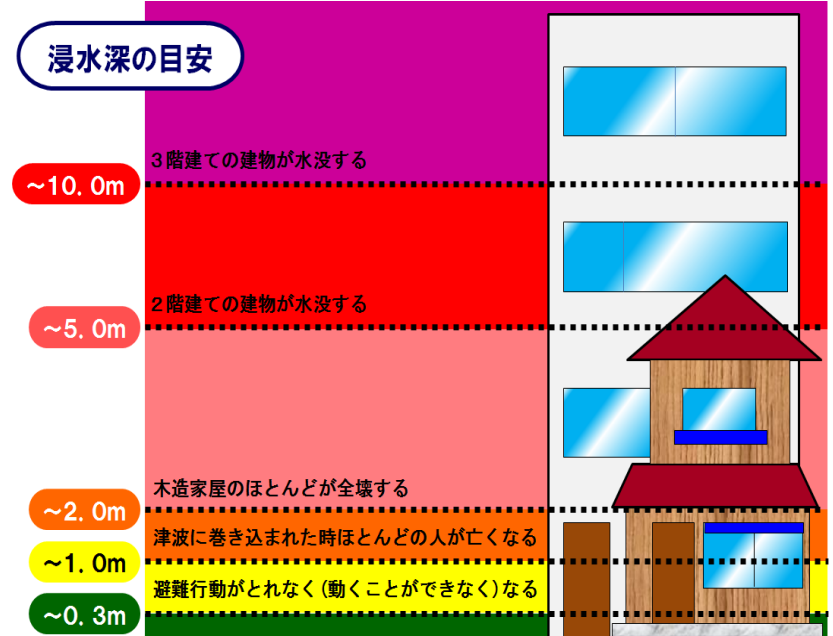 浸水深の目安
3階建ての建物が水没する
～10.0m
2階建ての建物が水没する
～5.0m
木造家屋のほとんどが全壊する
～2.0m
津波に巻き込まれた時ほとんどの人が亡くなる
～1.0m
避難行動がとれなく(動くことができなく)なる
～0.3m